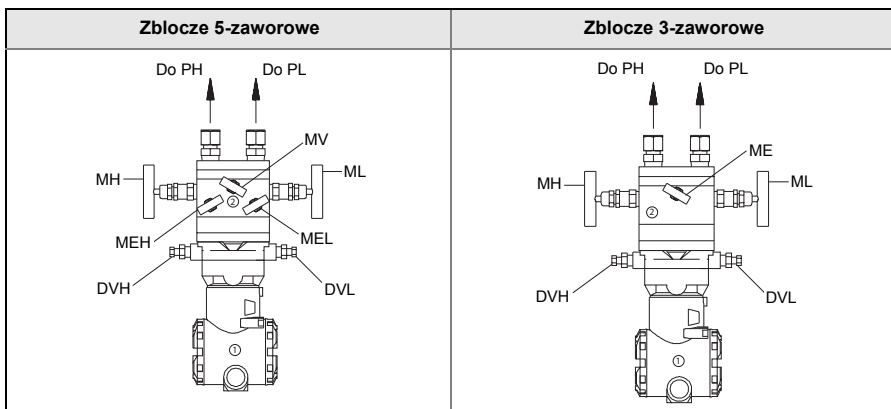 Zblocze 5-zaworowe
Do PH Do PL
MV
MH
ML
②
MEH
MEL
DVH
DVL
①
Zblocze 3-zaworowe
Do PH Do PL
ME
MH
ML
②
DVH
DVL
①